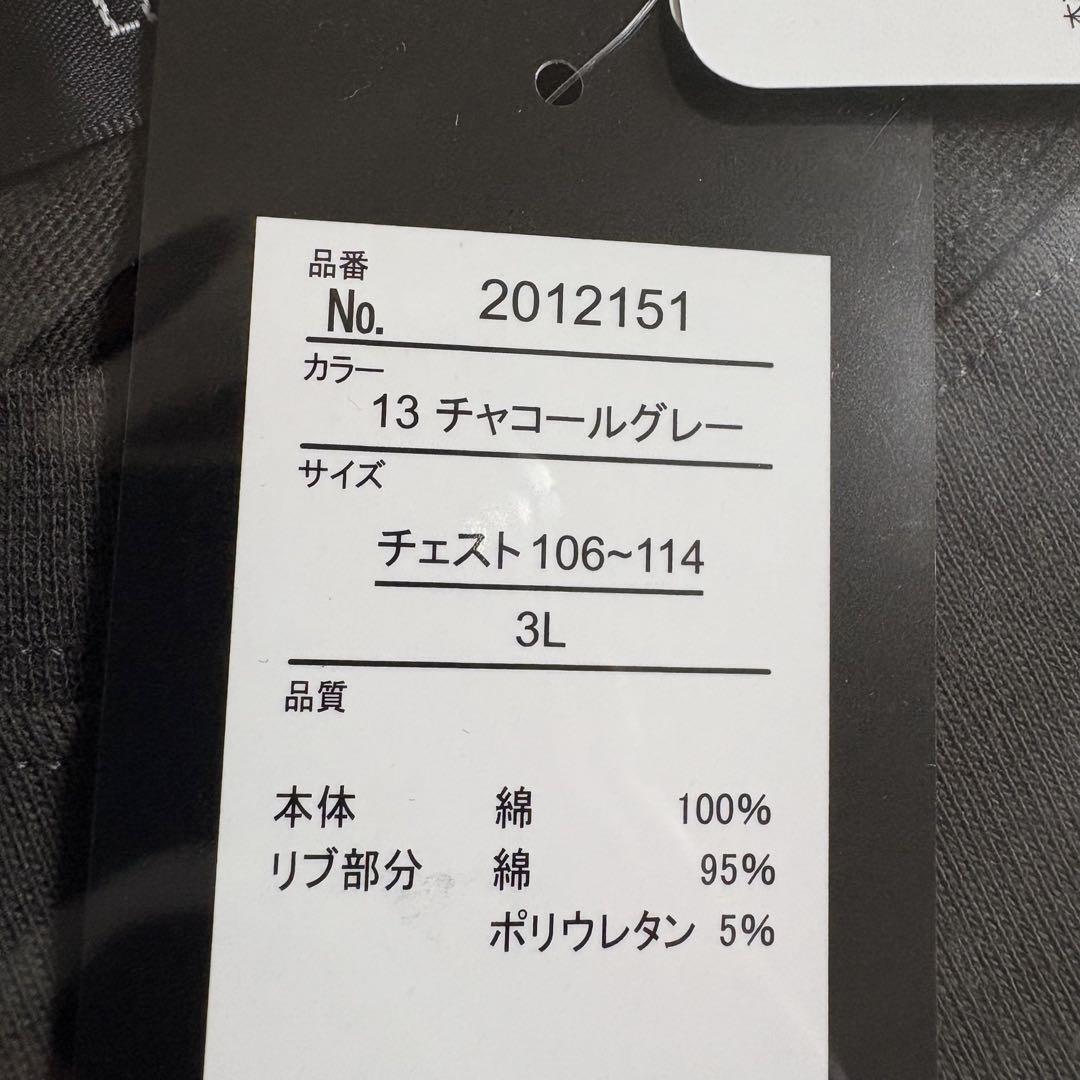 品番
No. 2012151
カラー
13 チャコールグレー
サイズ
チェスト106~114
3L
品質
本体 綿 100%
リブ部分 綿 95%
ポリウレタン 5%